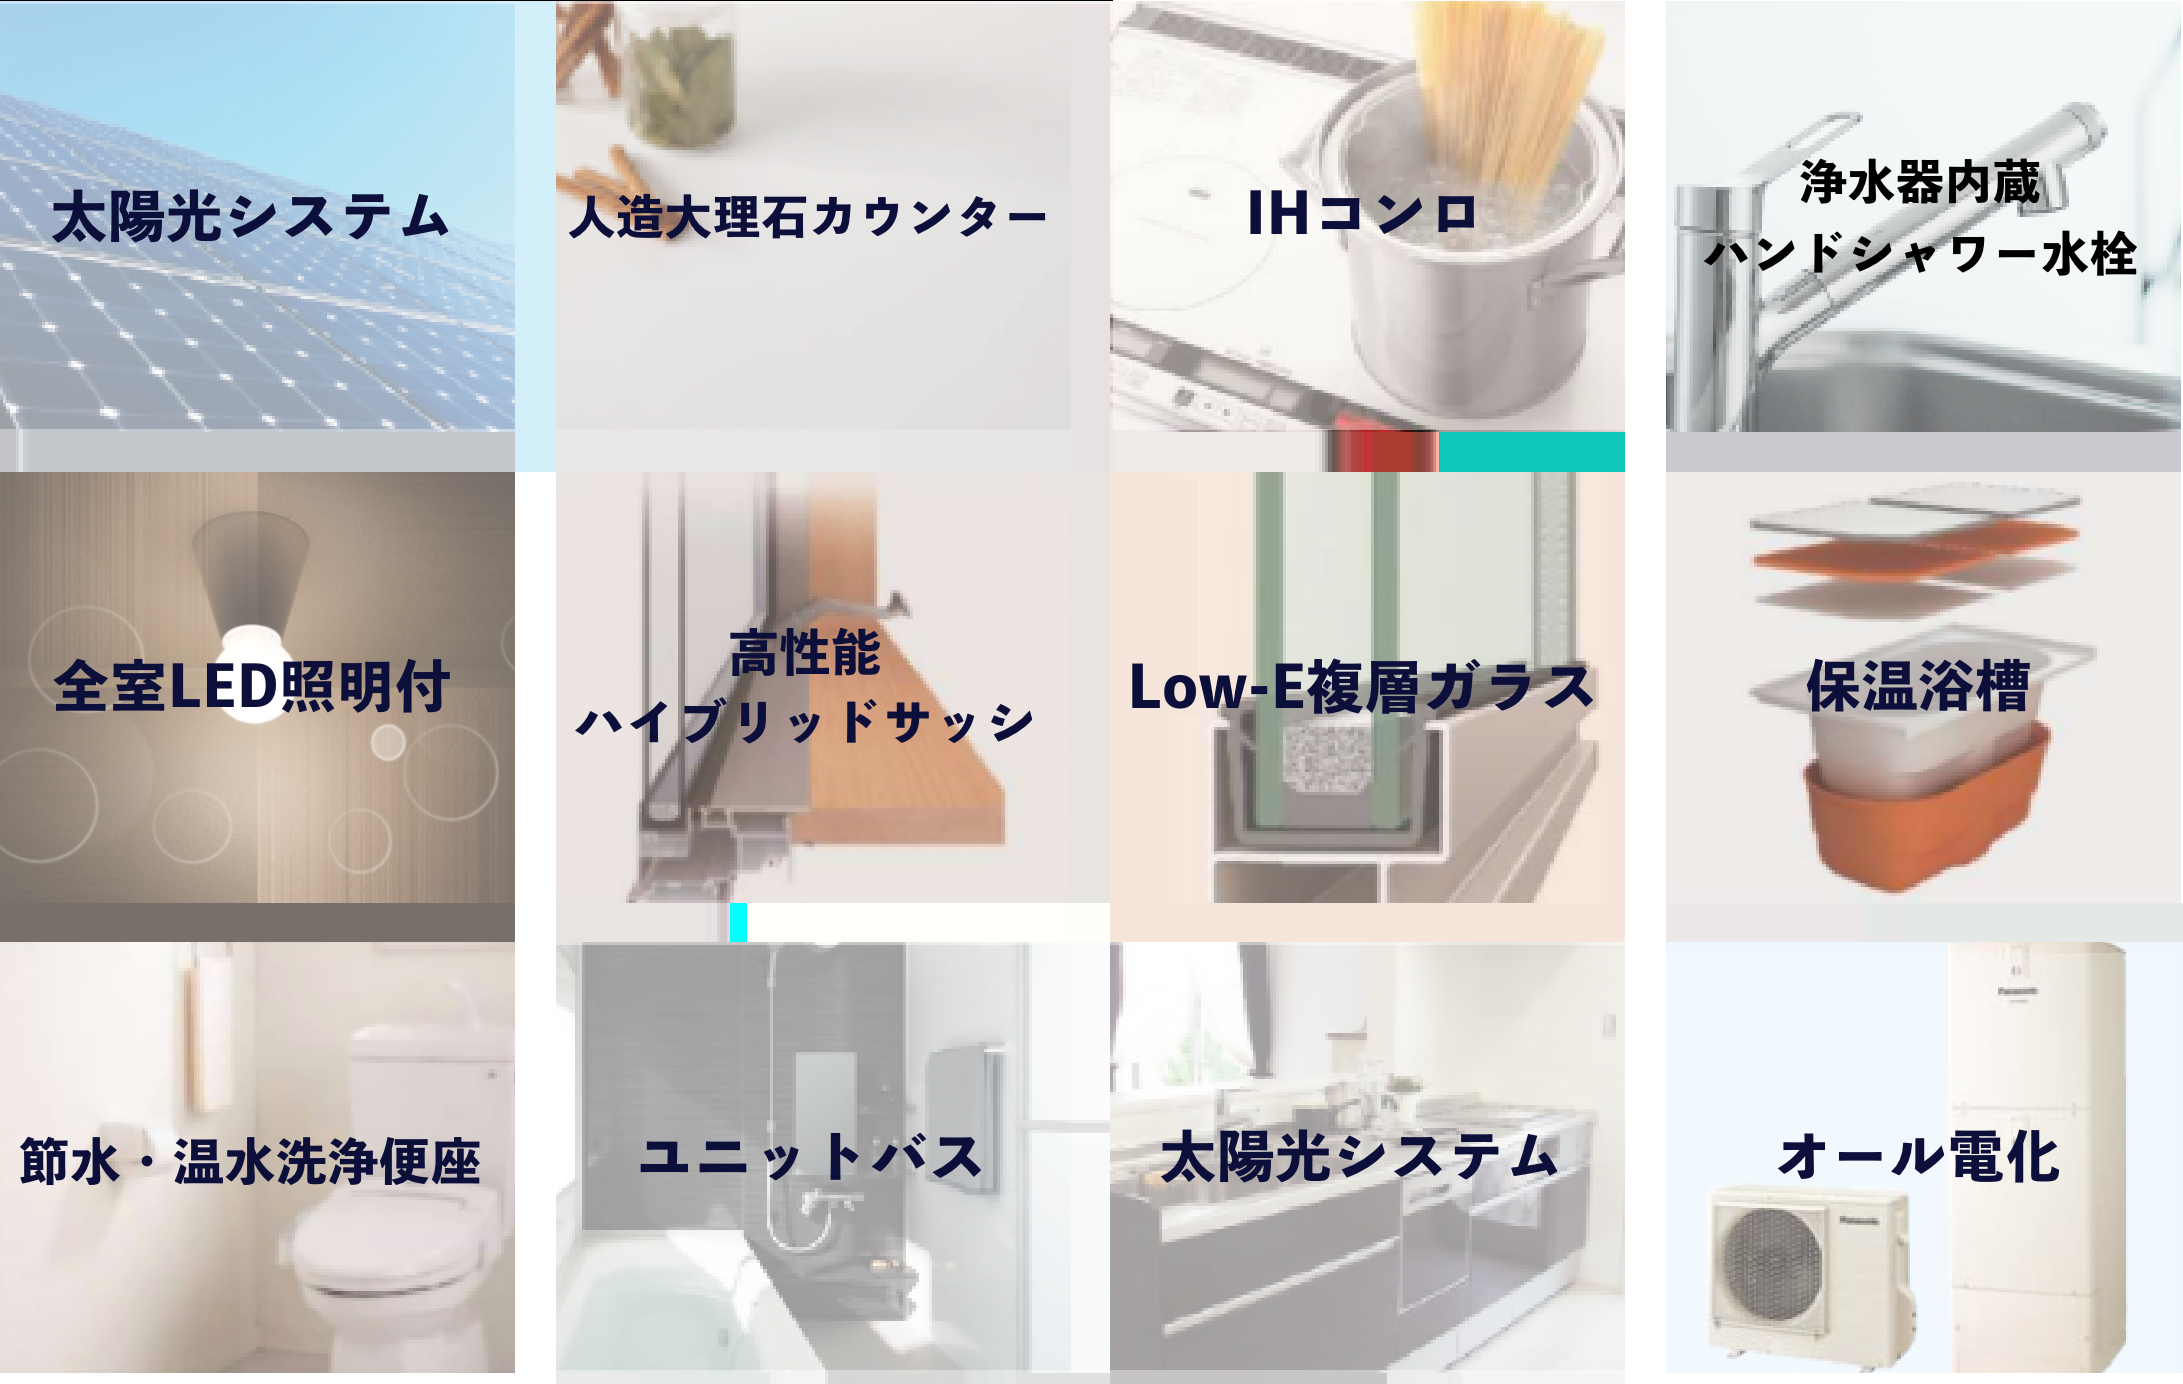 太陽光システム
人造大理石カウンター
IHコンロ
浄水器内蔵
ハンドシャワー水栓
全室LED照明付
高性能
ハイブリッドサッシ
Low-E複層ガラス
保温浴槽
節水・温水洗浄便座
ユニットバス
太陽光システム
オール電化
Panasonic
Panasonic